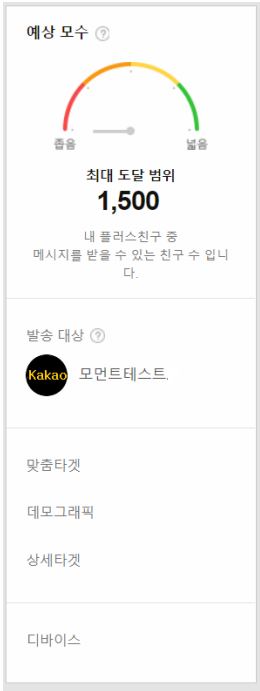 예상 모수 ?
좁음 넓음
최대 도달 범위
1,500
내 플러스친구 중
메시지를 받을 수 있는 친구 수 입니
다.
발송 대상 ?
Kakao 모먼트테스트.
맞춤타겟
데모그래픽
상세타겟
디바이스